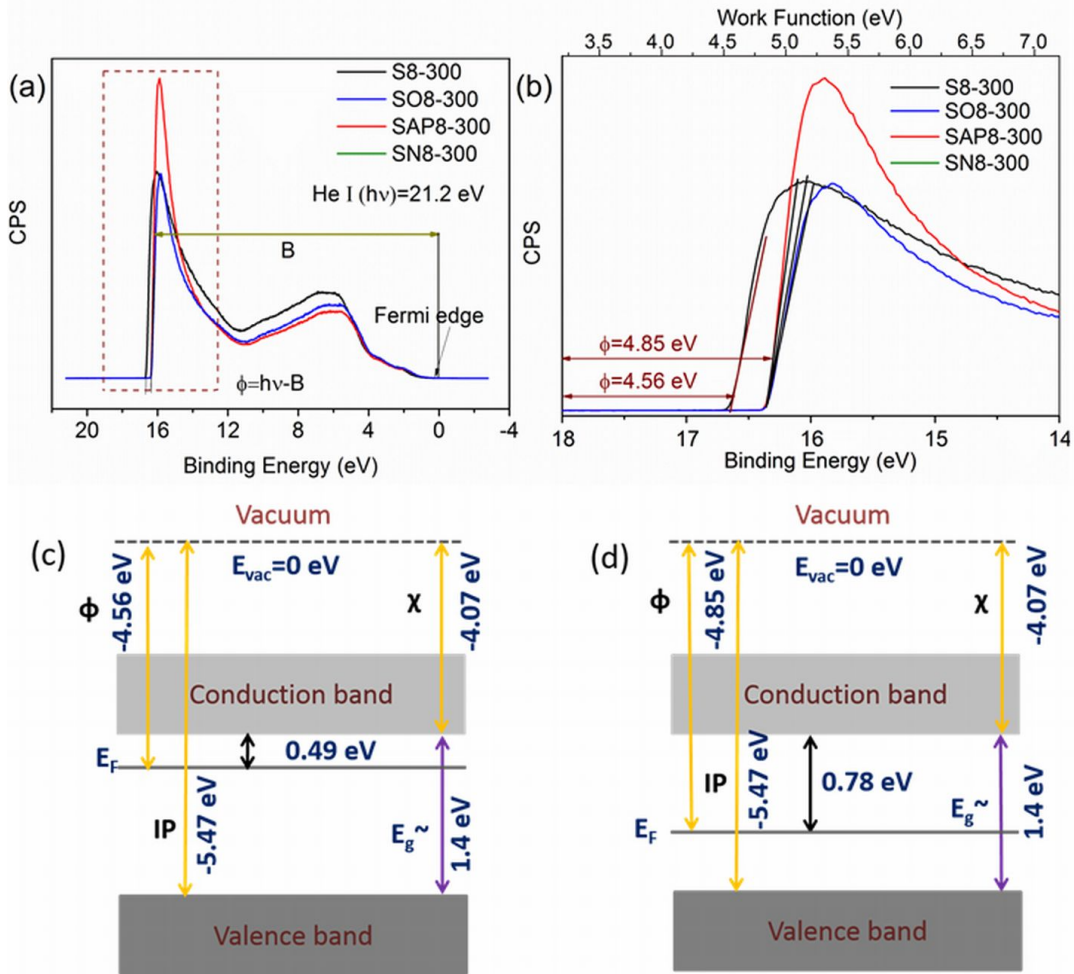 (a)
S8-300
SO8-300
SAP8-300
SN8-300
He I (hν)=21.2 eV
B
Fermi edge
ϕ=hν-B
CPS
20 16 12 8 4 0 -4
Binding Energy (eV)
(b)
Work Function (eV)
3.5 4.0 4.5 5.0 5.5 6.0 6.5 7.0
S8-300
SO8-300
SAP8-300
SN8-300
CPS
ϕ=4.85 eV
ϕ=4.56 eV
18 17 16 15 14
Binding Energy (eV)
(c)
Vacuum
Evac=0 eV
ϕ
-4.56 eV
χ
-4.07 eV
Conduction band
EF
0.49 eV
IP
-5.47 eV
Eg~
1.4 eV
Valence band
(d)
Vacuum
Evac=0 eV
ϕ
-4.85 eV
χ
-4.07 eV
Conduction band
IP
-5.47 eV
0.78 eV
EF
Eg~
1.4 eV
Valence band